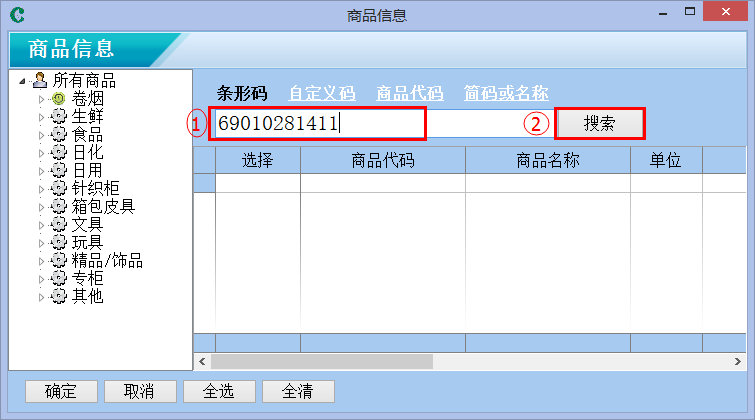 商品信息
商品信息
所有商品
卷烟
生鲜
食品
日化
日用
针织柜
箱包皮具
文具
玩具
精品/饰品
专柜
其他
条形码 自定义码 商品代码 简码或名称
① 69010281411 ② 搜索
选择 商品代码 商品名称 单位
确定 取消 全选 全清